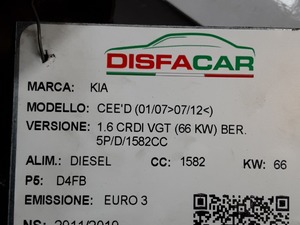 DISFACAR
MARCA: KIA
MODELLO: CEE'D (01/07>07/12<)
VERSIONE: 1.6 CRDI VGT (66 KW) BER.
5P/D/1582CC
ALIM.: DIESEL CC: 1582 KW: 66
P5: D4FB
EMISSIONE: EURO 3